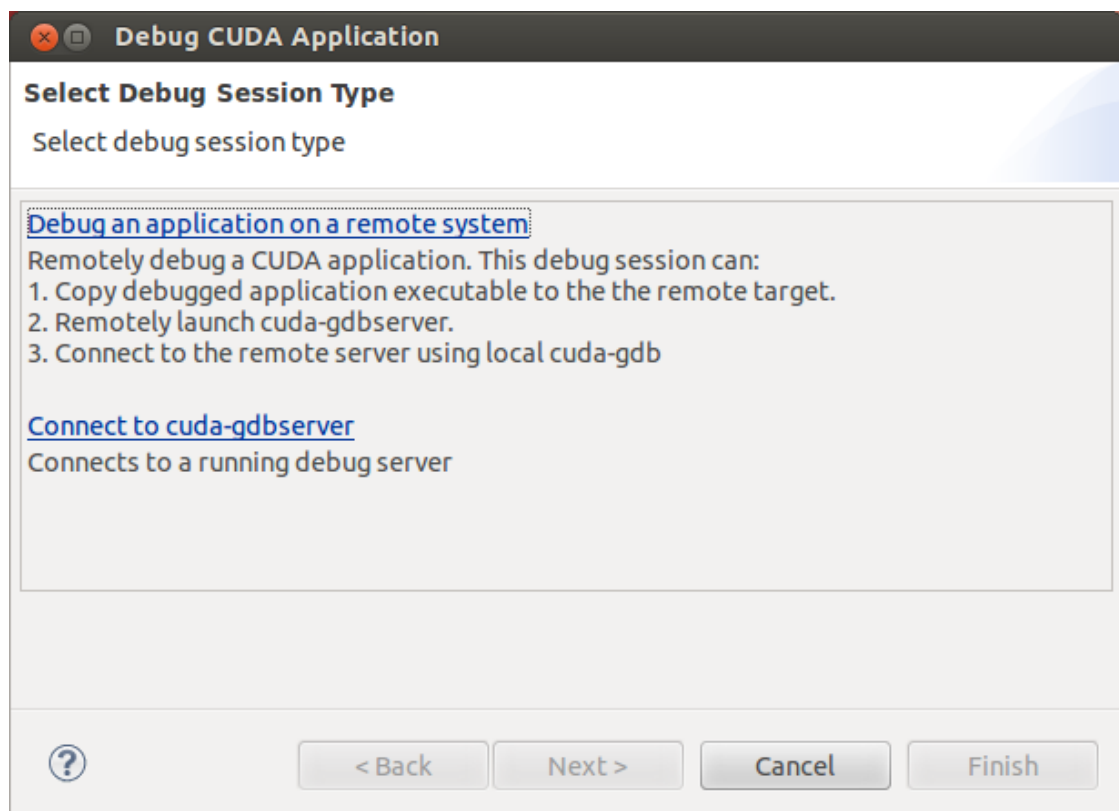 Debug CUDA Application
Select Debug Session Type
Select debug session type
Debug an application on a remote system
Remotely debug a CUDA application. This debug session can:
1. Copy debugged application executable to the the remote target.
2. Remotely launch cuda-gdbserver.
3. Connect to the remote server using local cuda-gdb
Connect to cuda-gdbserver
Connects to a running debug server
? < Back Next > Cancel Finish